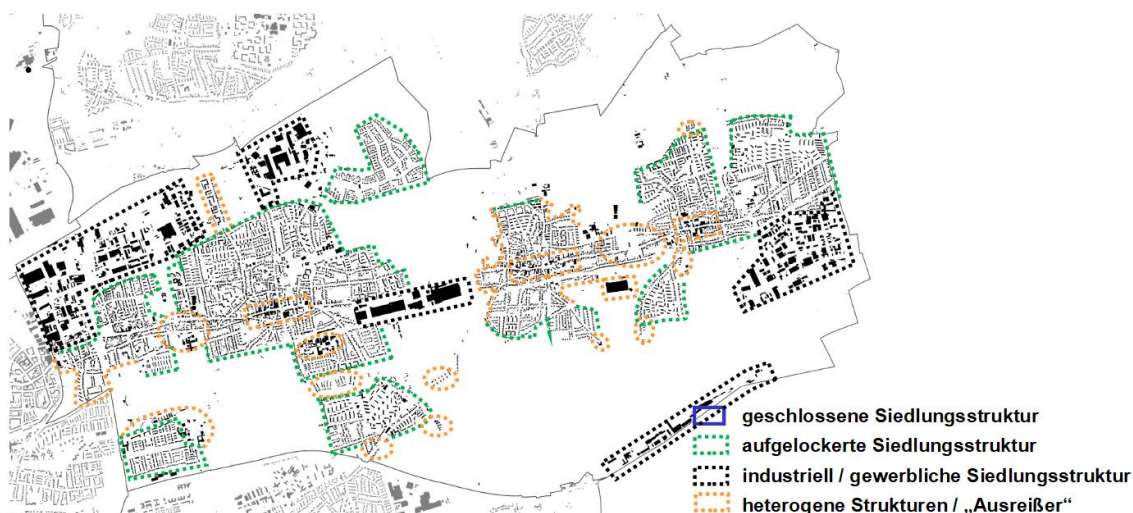 !
!
geschlossene Siedlungsstruktur
aufgelockerte Siedlungsstruktur
industriell / gewerbliche Siedlungsstruktur
heterogene Strukturen / „Ausreißer“